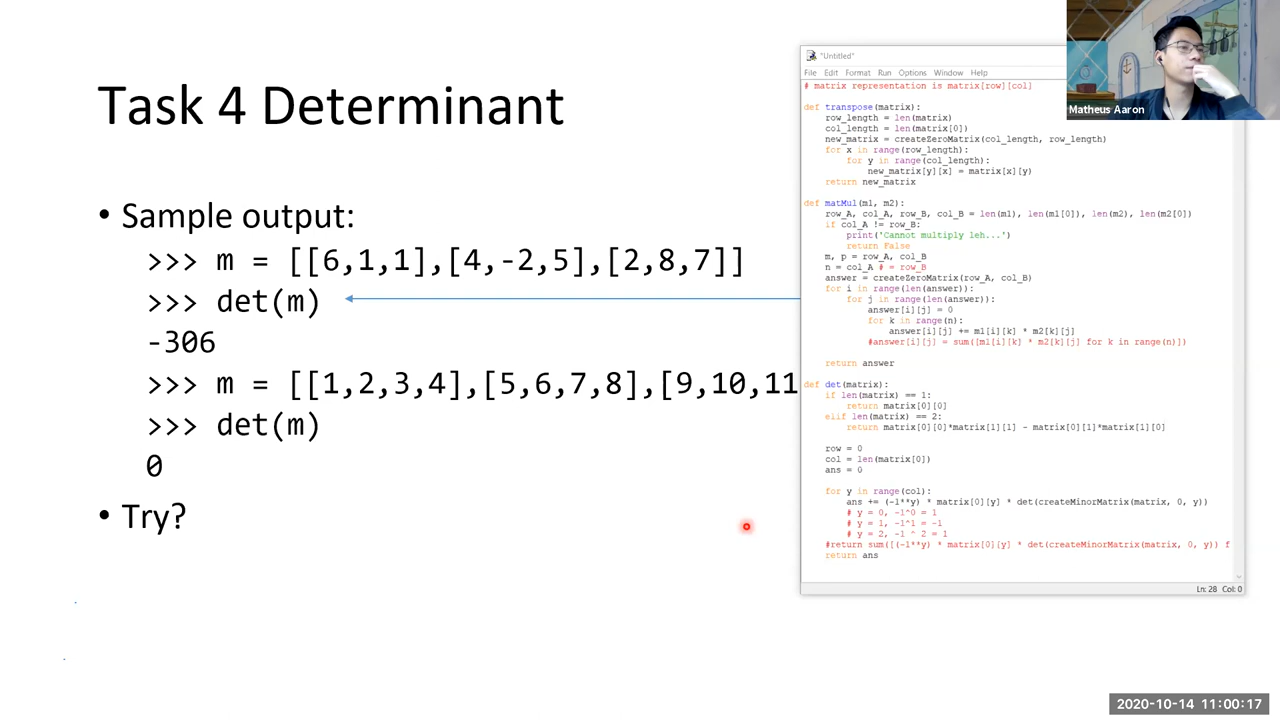 Task 4 Determinant
• Sample output:
>>> m = [[6,1,1],[4,-2,5],[2,8,7]]
>>> det(m)
-306
>>> m = [[1,2,3,4],[5,6,7,8],[9,10,11
>>> det(m)
0
• Try?
*Untitled*
File Edit Format Run Options Window Help
# matrix representation is matrix[row][col]
def transpose(matrix):
row_length = len(matrix)
col_length = len(matrix[0])
new_matrix = createZeroMatrix(col_length, row_length)
for x in range(row_length):
for y in range(col_length):
new_matrix[y][x] = matrix[x][y)
return new_matrix
def matMul(m1, m2):
row_A, col_A, row_B, col_B = len(m1), len(m1[0]), len(m2), len(m2[0])
if col_A != row_B:
print('Cannot multiply leh...')
return False
m, p = row_A, col_B
n = col_A # = row_B
answer = createZeroMatrix(row_A, col_B)
for i in range(len(answer)):
for j in range(len(answer)):
answer[i][j] = 0
for k in range(n):
answer[i][j] += m1[i][k] * m2[k][j]
#answer[i][j] = sum([m1[i][k] * m2[k][j] for k in range(n)])
return answer
def det(matrix):
if len(matrix) == 1:
return matrix[0][0]
elif len(matrix) == 2:
return matrix[0][0]*matrix[1][1] - matrix[0][1]*matrix[1][0]
row = 0
col = len(matrix[0])
ans = 0
for y in range(col):
ans += (-1**y) * matrix[0][y] * det(createMinorMatrix(matrix, 0, y))
# y = 0, -1^0 = 1
# y = 1, -1^1 = -1
# y = 2, -1 ^ 2 = 1
#return sum([(-1**y) * matrix[0][y] * det(createMinorMatrix(matrix, 0, y)) f
return ans
Ln: 28 Col: 0
Matheus Aaron
2020-10-14 11:00:17